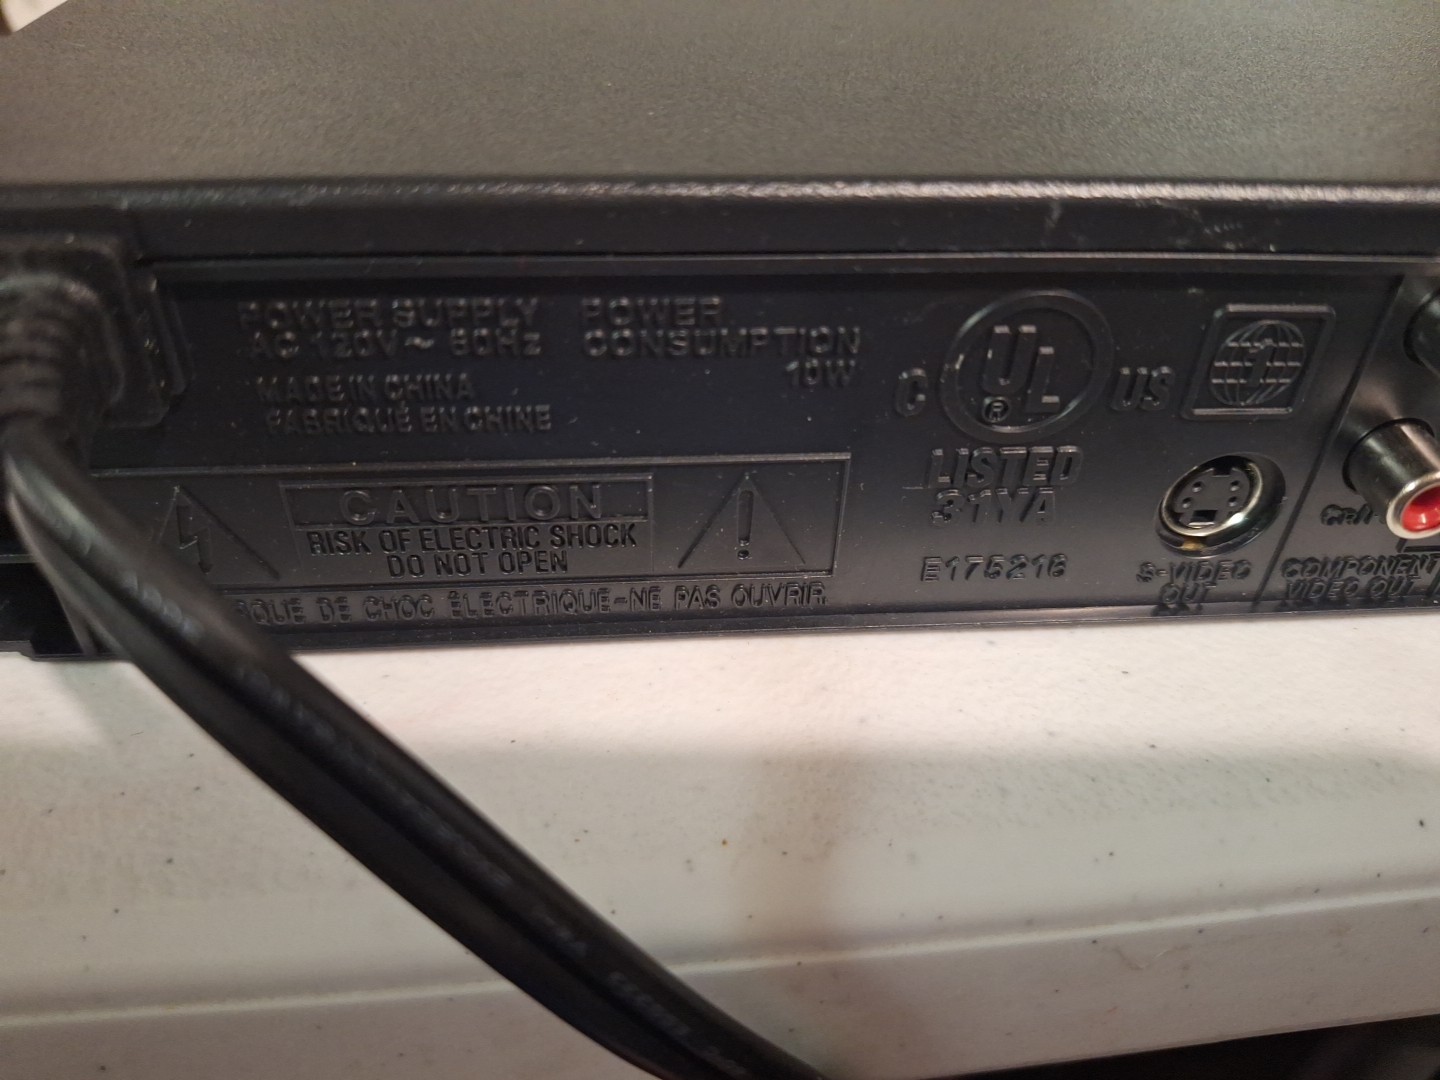 POWER SUPPLY
AC 120V ~ 60Hz
MADE IN CHINA
FABRIQUÉ EN CHINE
POWER
CONSUMPTION
10W
CAUTION
RISK OF ELECTRIC SHOCK
DO NOT OPEN
DE CHOC ÉLECTRIQUE-NE PAS OUVRIR.
C UL ® US
LISTED
31YA
E175218
1
S-VIDEO
OUT
COMPONENT
VIDEO OUT